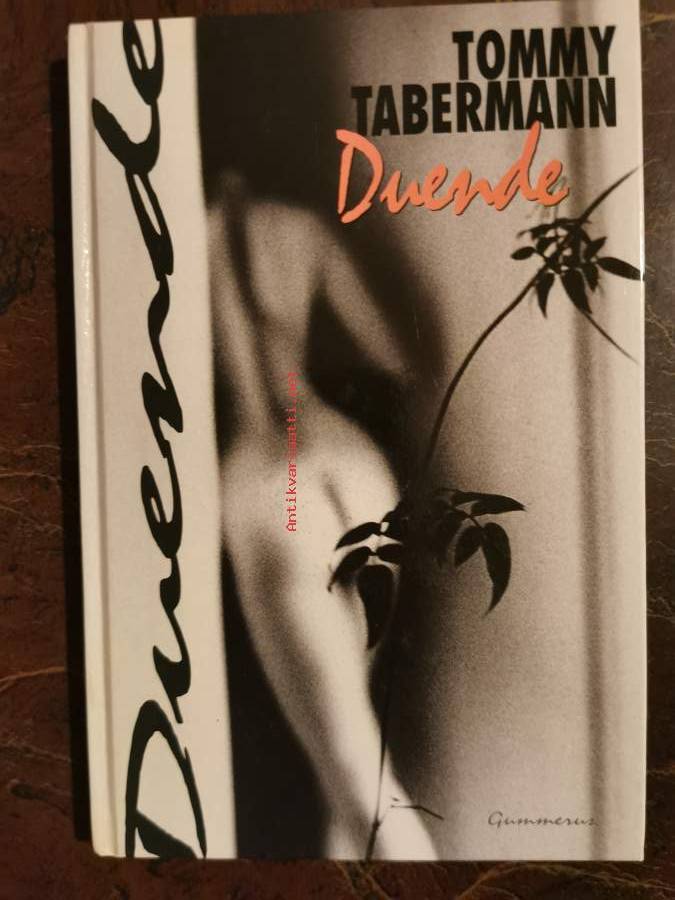 TOMMY
TABERMANN
Duende
Duende
Antikvariaatti.net
Gummerus